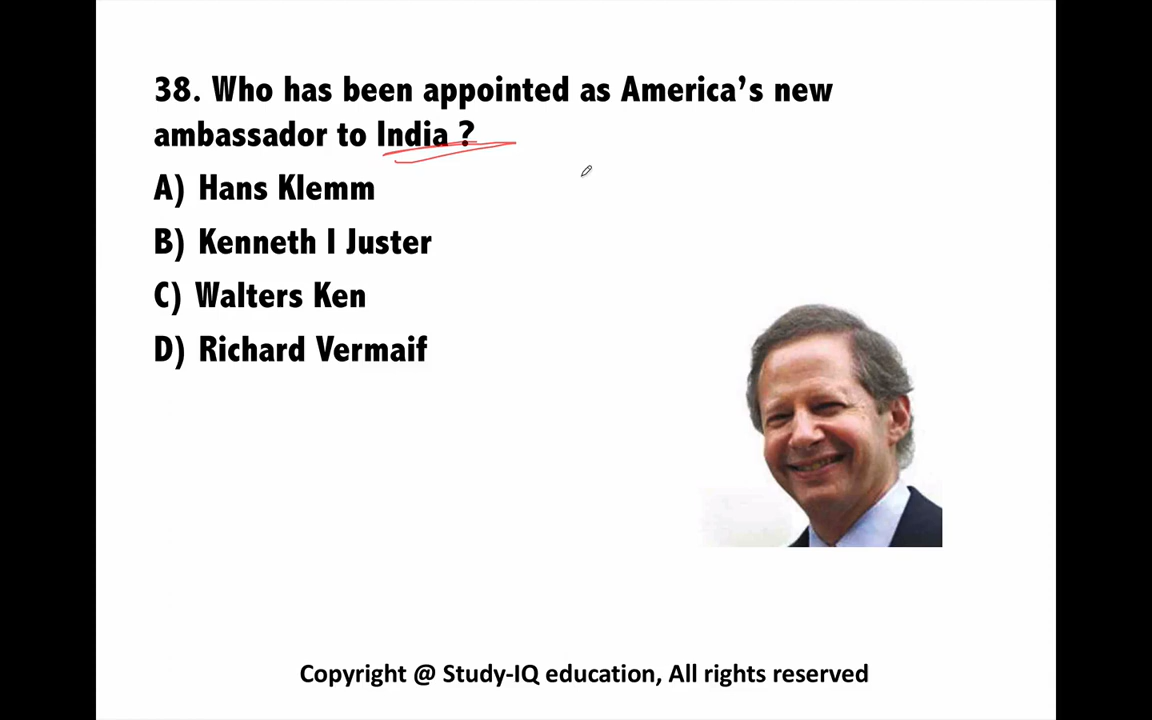 38. Who has been appointed as America’s new
ambassador to India ?
A) Hans Klemm
B) Kenneth I Juster
C) Walters Ken
D) Richard Vermaif
Copyright @ Study-IQ education, All rights reserved